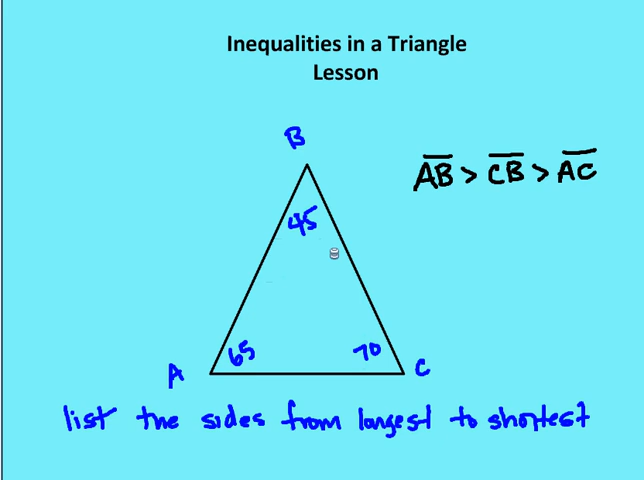 Inequalities in a Triangle
Lesson
B
AB > CB > AC
45
65
70
A
C
list the sides from longest to shortest